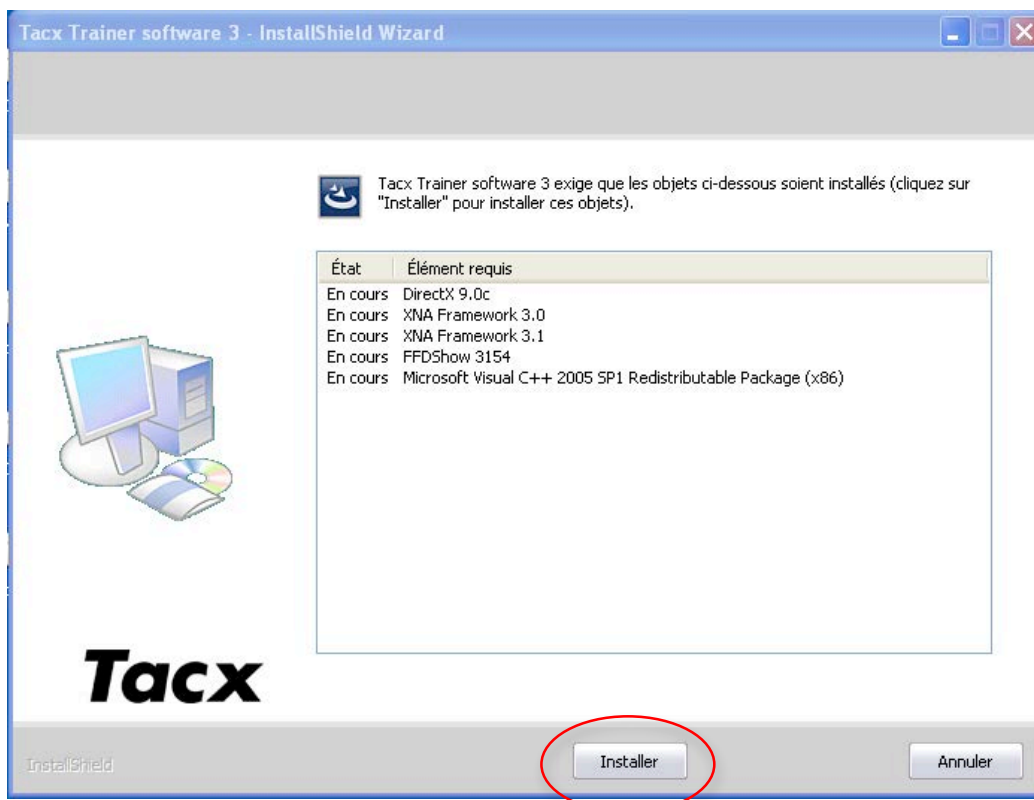 Tacx Trainer software 3 - InstallShield Wizard
Tacx Trainer software 3 exige que les objets ci-dessous soient installés (cliquez sur
"Installer" pour installer ces objets).
État Élément requis
En cours DirectX 9.0c
En cours XNA Framework 3.0
En cours XNA Framework 3.1
En cours FFDShow 3154
En cours Microsoft Visual C++ 2005 SP1 Redistributable Package (x86)
Tacx
InstallShield
Installer
Annuler